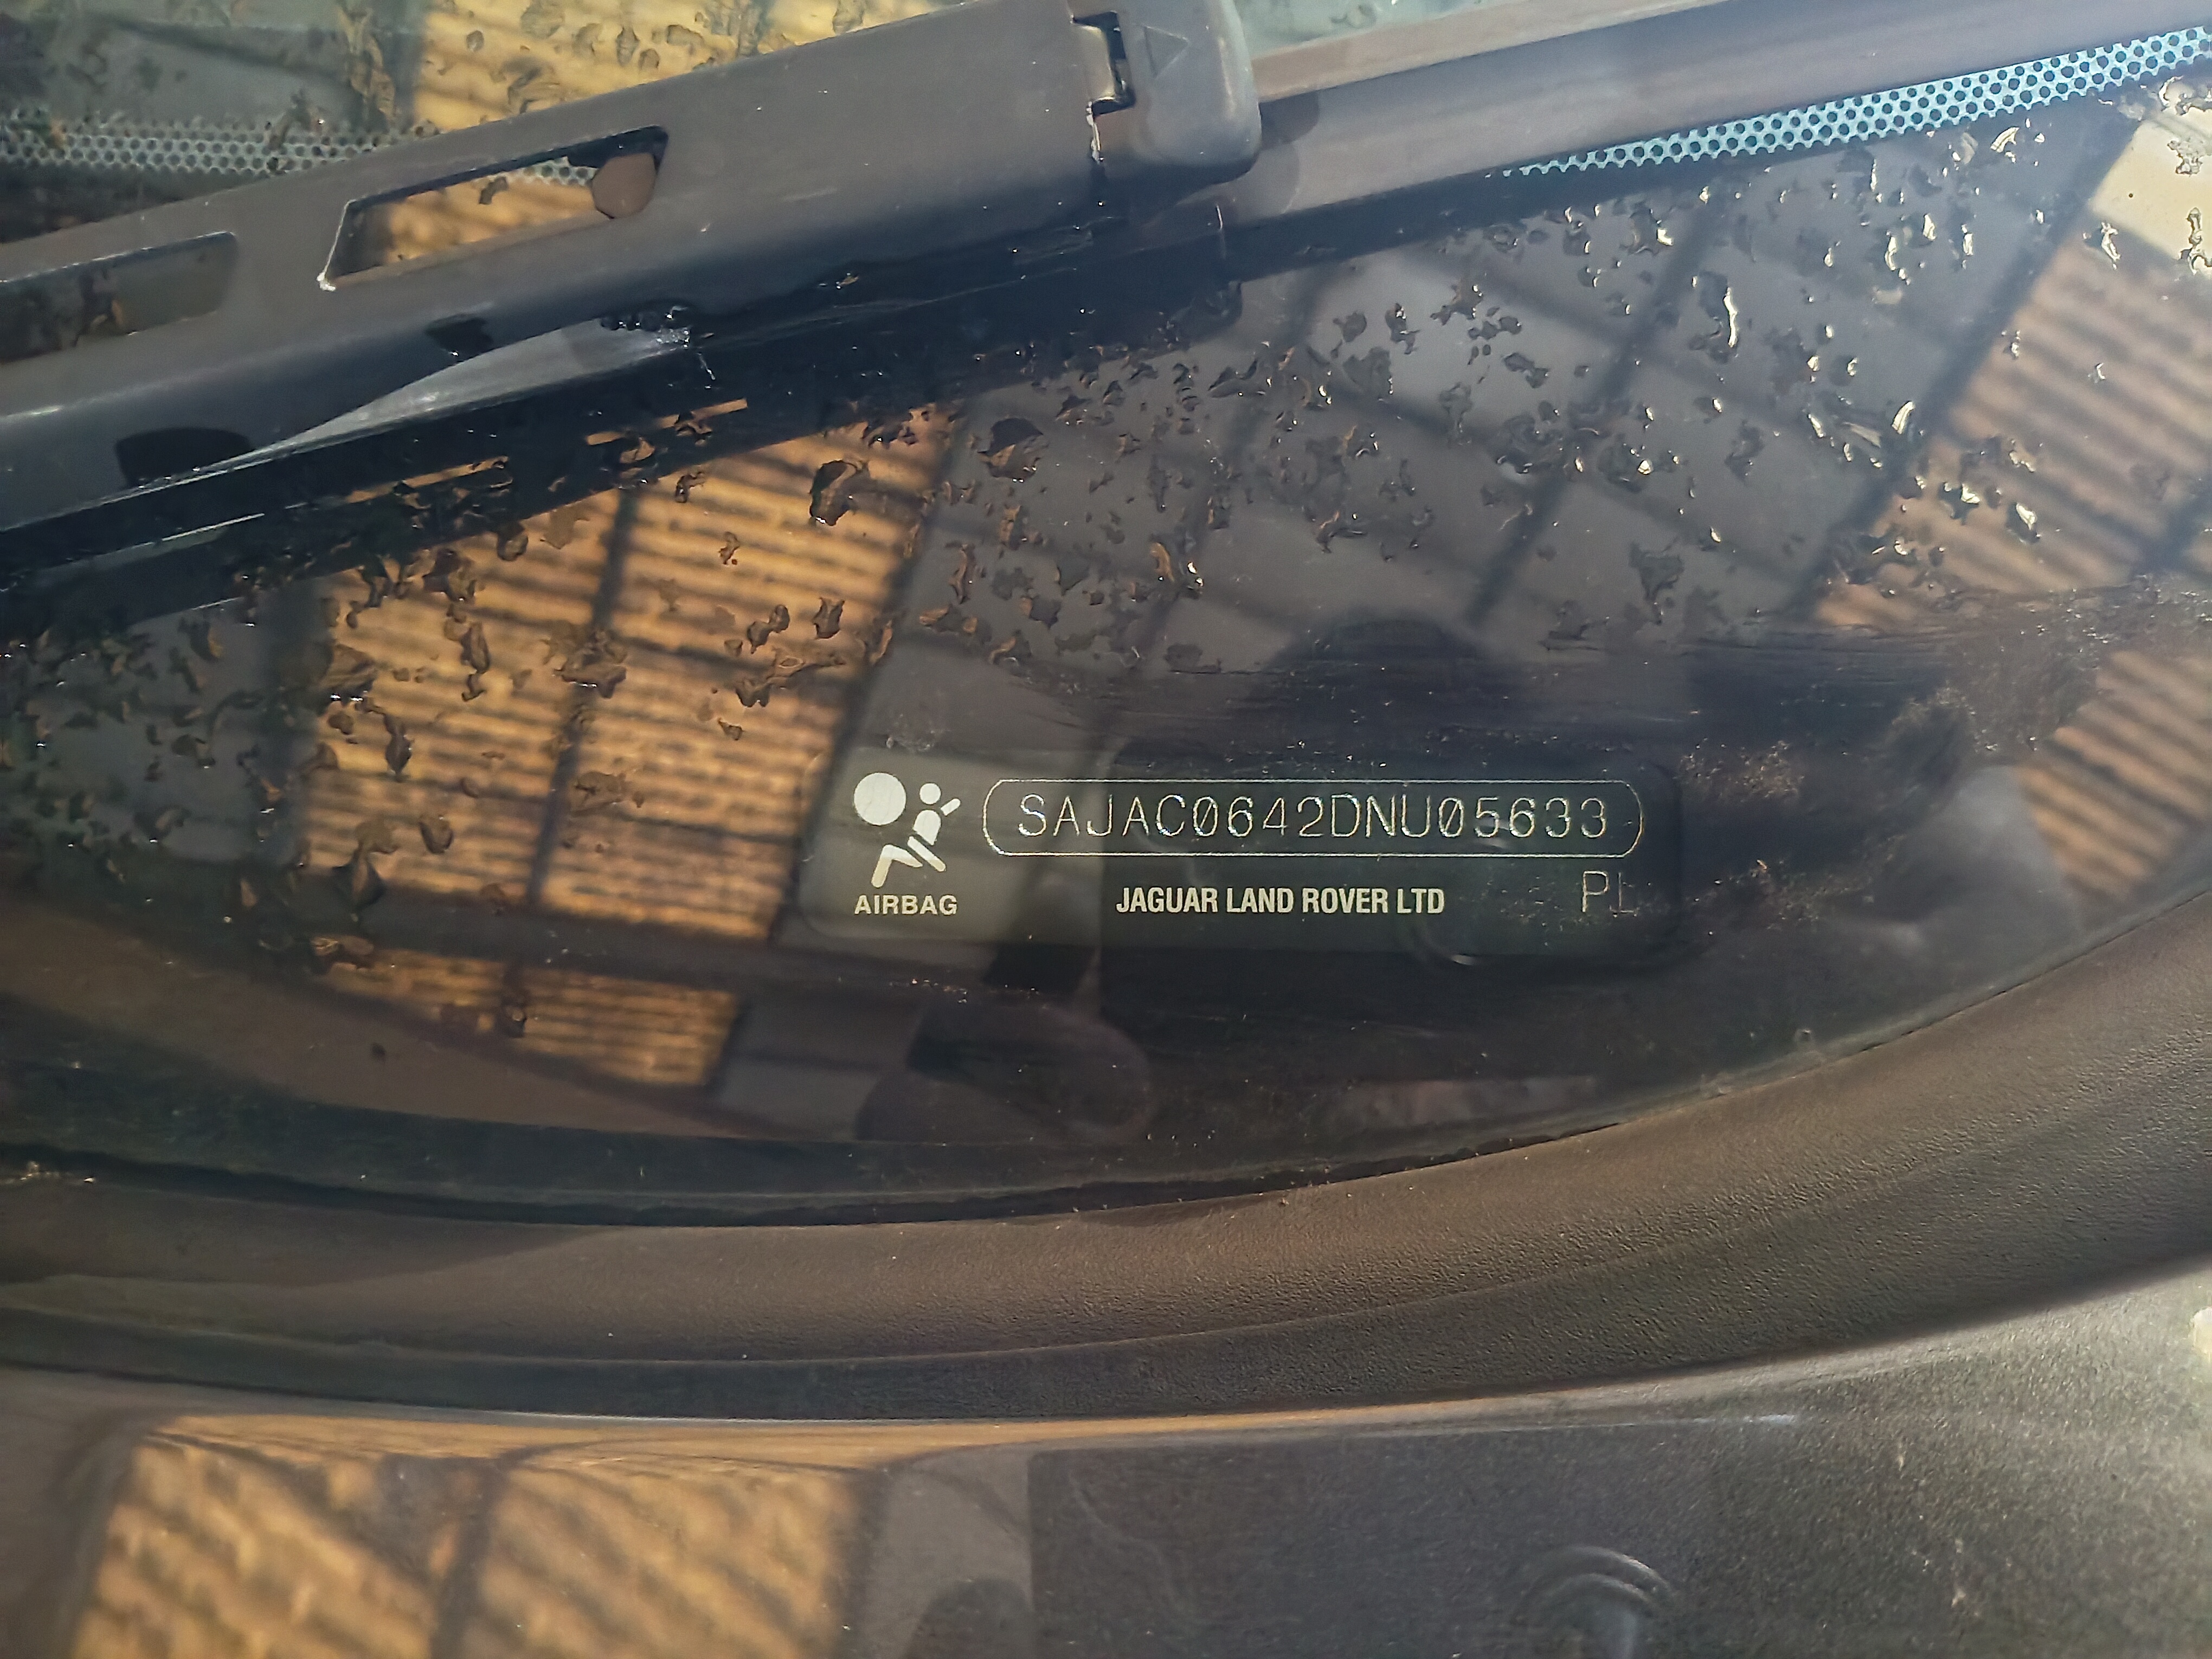 SAJAC0642DNU05633
AIRBAG
JAGUAR LAND ROVER LTD
PL